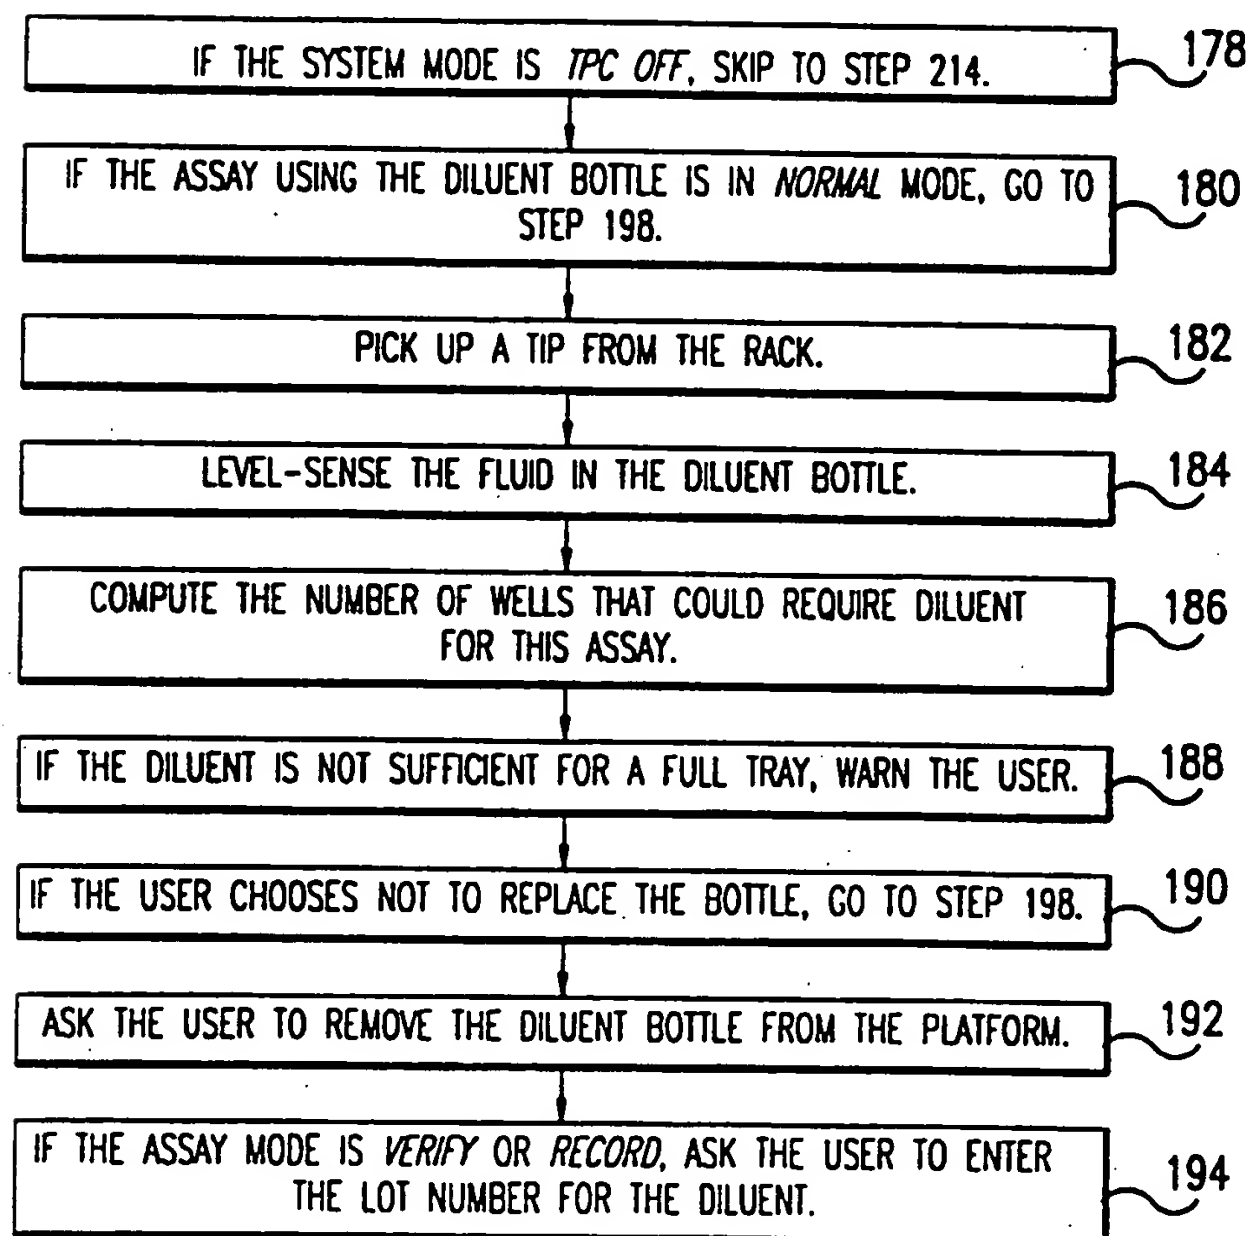 IF THE SYSTEM MODE IS TPC OFF, SKIP TO STEP 214.
178
IF THE ASSAY USING THE DILUENT BOTTLE IS IN NORMAL MODE, GO TO
STEP 198.
180
PICK UP A TIP FROM THE RACK.
182
LEVEL-SENSE THE FLUID IN THE DILUENT BOTTLE.
184
COMPUTE THE NUMBER OF WELLS THAT COULD REQUIRE DILUENT
FOR THIS ASSAY.
186
IF THE DILUENT IS NOT SUFFICIENT FOR A FULL TRAY, WARN THE USER.
188
IF THE USER CHOOSES NOT TO REPLACE THE BOTTLE, GO TO STEP 198.
190
ASK THE USER TO REMOVE THE DILUENT BOTTLE FROM THE PLATFORM.
192
IF THE ASSAY MODE IS VERIFY OR RECORD, ASK THE USER TO ENTER
THE LOT NUMBER FOR THE DILUENT.
194